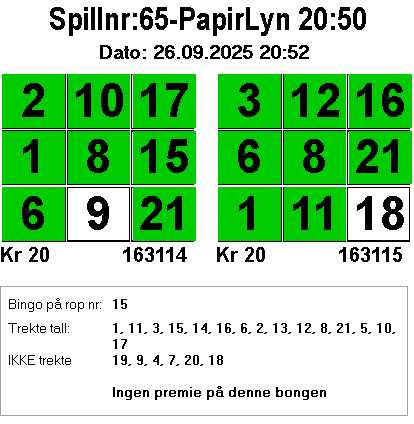 Spillnr:65-PapirLyn 20:50
Dato: 26.09.2025 20:52
2 10 17 3 12 16
1 8 15 6 8 21
6 9 21 1 11 18
Kr 20 163114 Kr 20 163115
Bingo på rop nr: 15
Trekte tall: 1, 11, 3, 15, 14, 16, 6, 2, 13, 12, 8, 21, 5, 10,
17
IKKE trekte 19, 9, 4, 7, 20, 18
Ingen premie på denne bongen